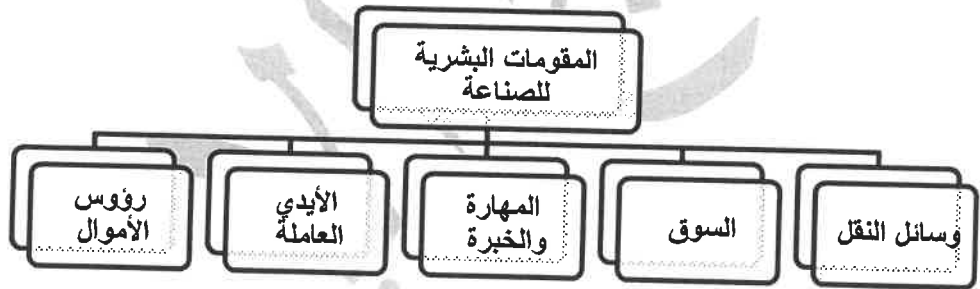 المقومات البشرية
للصناعة
وسائل النقل
السوق
المهارة
والخبرة
الأيدي
العاملة
رؤوس
الأموال